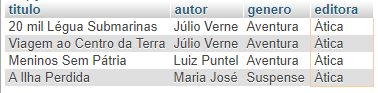 titulo autor genero editora
20 mil Légua Submarinas Júlio Verne Aventura Ática
Viagem ao Centro da Terra Júlio Verne Aventura Ática
Meninos Sem Pátria Luiz Puntel Aventura Ática
A Ilha Perdida Maria José Suspense Ática